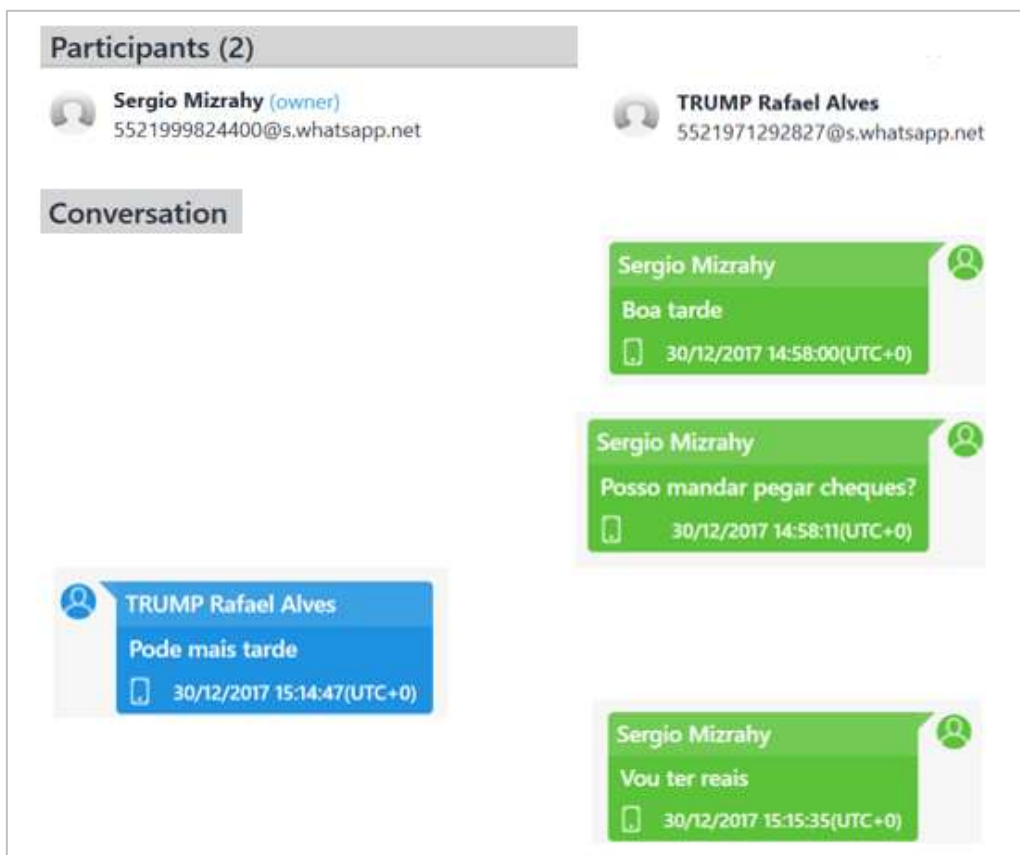 Participants (2)
Sergio Mizrahy (owner)
5521999824400@s.whatsapp.net
TRUMP Rafael Alves
5521971292827@s.whatsapp.net
Conversation
Sergio Mizrahy
Boa tarde
30/12/2017 14:58:00(UTC+0)
Sergio Mizrahy
Posso mandar pegar cheques?
30/12/2017 14:58:11(UTC+0)
TRUMP Rafael Alves
Pode mais tarde
30/12/2017 15:14:47(UTC+0)
Sergio Mizrahy
Vou ter reais
30/12/2017 15:15:35(UTC+0)